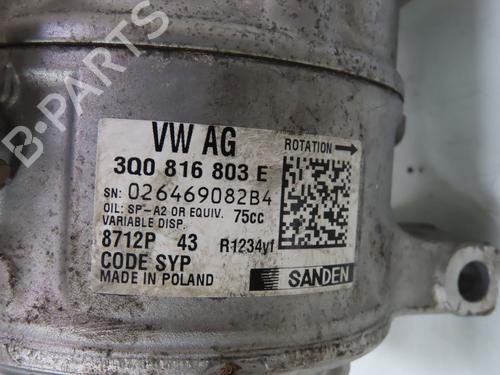 VW AG
ROTATION
3Q0 816 803 E
SN: 026469082B4
OIL: SP-A2 OR EQUIV. 75CC
VARIABLE DISP.
8712P 43 R1234yf
CODE SYP
MADE IN POLAND
SANDEN
B-PARTS